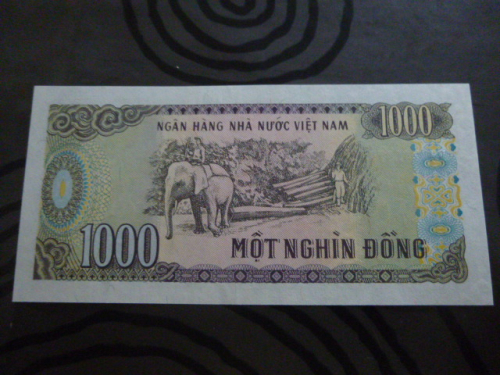 NGÂN HÀNG NHÀ NƯỚC VIỆT NAM
1000
1000
MỘT NGHÌN ĐỒNG